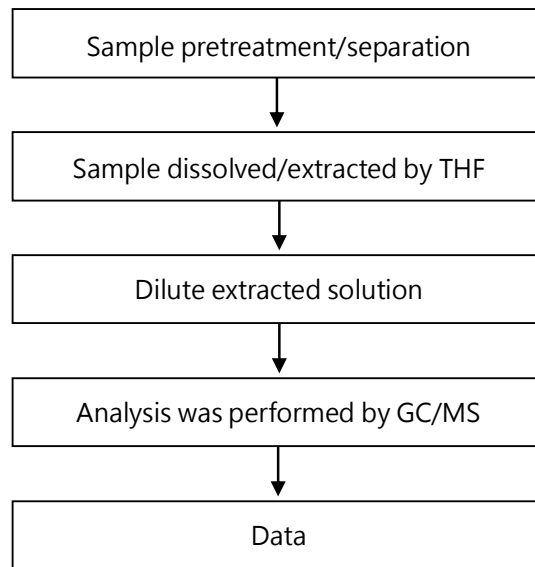 Sample pretreatment/separation
Sample dissolved/extracted by THF
Dilute extracted solution
Analysis was performed by GC/MS
Data